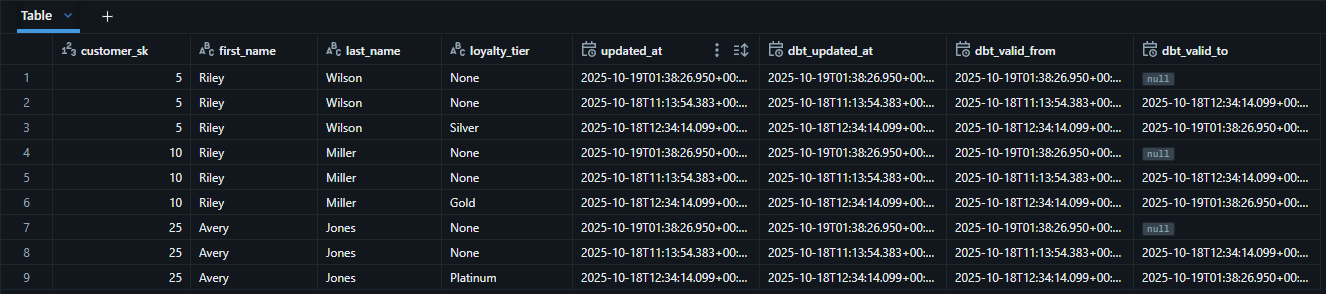 Table +
customer_sk first_name last_name loyalty_tier updated_at dbt_updated_at dbt_valid_from dbt_valid_to
1 5 Riley Wilson None 2025-10-19T01:38:26.950+00:... 2025-10-19T01:38:26.950+00:... 2025-10-19T01:38:26.950+00:... null
2 5 Riley Wilson None 2025-10-18T11:13:54.383+00:... 2025-10-18T11:13:54.383+00:... 2025-10-18T11:13:54.383+00:... 2025-10-18T12:34:14.099+00:...
3 5 Riley Wilson Silver 2025-10-18T12:34:14.099+00:... 2025-10-18T12:34:14.099+00:... 2025-10-18T12:34:14.099+00:... 2025-10-19T01:38:26.950+00:...
4 10 Riley Miller None 2025-10-19T01:38:26.950+00:... 2025-10-19T01:38:26.950+00:... 2025-10-19T01:38:26.950+00:... null
5 10 Riley Miller None 2025-10-18T11:13:54.383+00:... 2025-10-18T11:13:54.383+00:... 2025-10-18T11:13:54.383+00:... 2025-10-18T12:34:14.099+00:...
6 10 Riley Miller Gold 2025-10-18T12:34:14.099+00:... 2025-10-18T12:34:14.099+00:... 2025-10-18T12:34:14.099+00:... 2025-10-19T01:38:26.950+00:...
7 25 Avery Jones None 2025-10-19T01:38:26.950+00:... 2025-10-19T01:38:26.950+00:... 2025-10-19T01:38:26.950+00:... null
8 25 Avery Jones None 2025-10-18T11:13:54.383+00:... 2025-10-18T11:13:54.383+00:... 2025-10-18T11:13:54.383+00:... 2025-10-18T12:34:14.099+00:...
9 25 Avery Jones Platinum 2025-10-18T12:34:14.099+00:... 2025-10-18T12:34:14.099+00:... 2025-10-18T12:34:14.099+00:... 2025-10-19T01:38:26.950+00:...